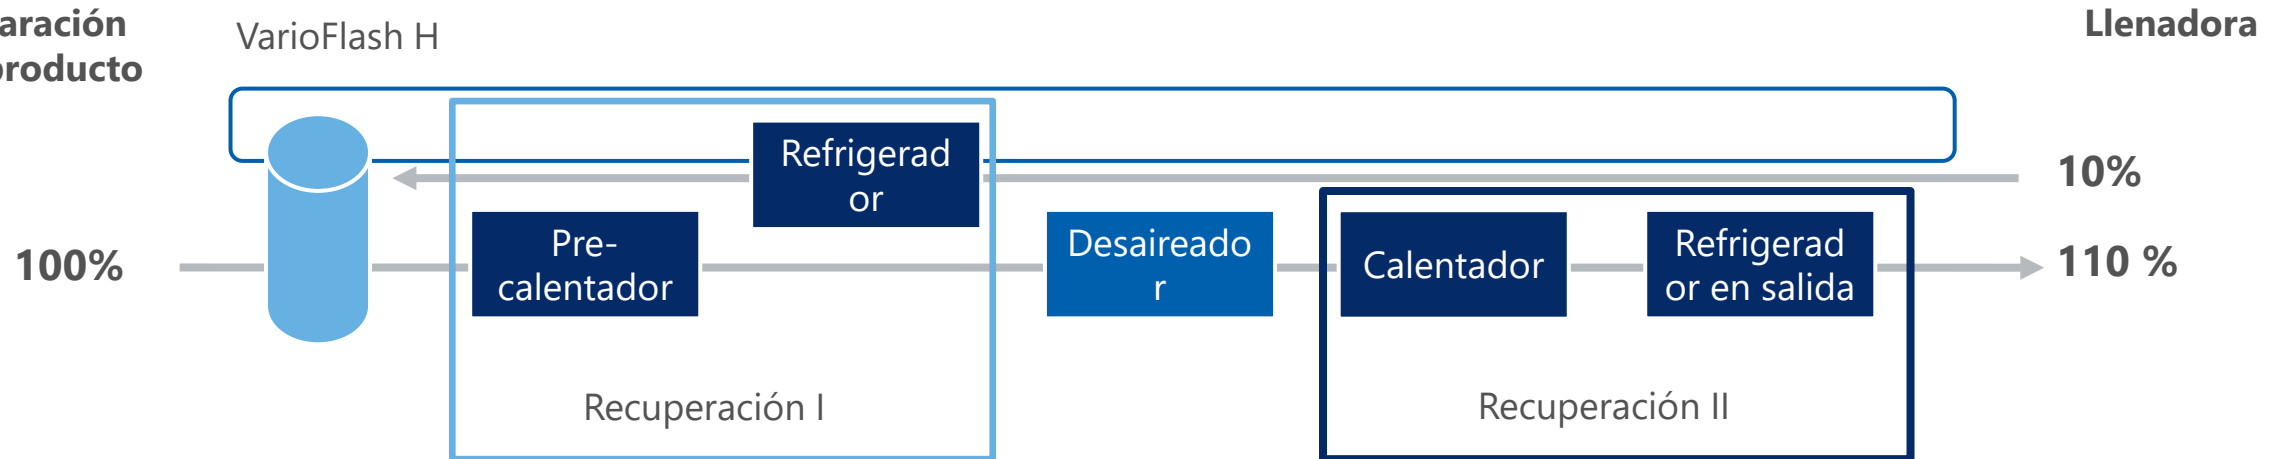 aración
producto
VarioFlash H
Llenadora
Refrigerad
or
10%
100%
Pre-
calentador
Desaireado
r
Calentador
Refrigerad
or en salida
110 %
Recuperación I
Recuperación II